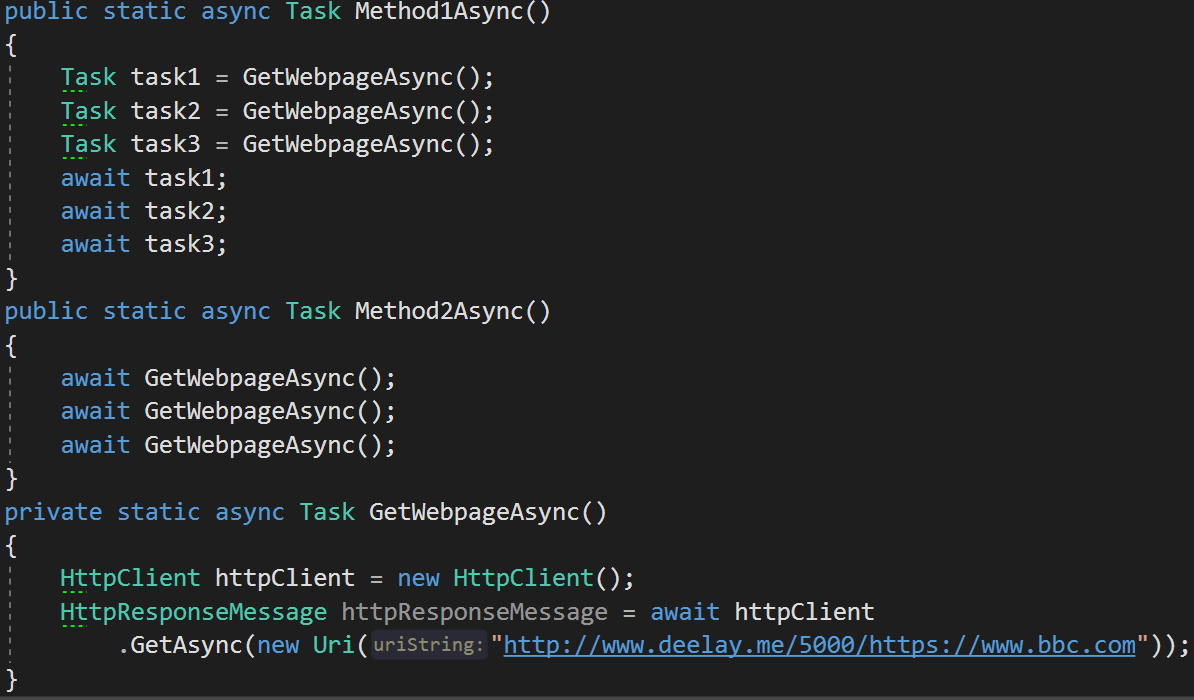 public static async Task Method1Async()
{
Task task1 = GetWebpageAsync();
Task task2 = GetWebpageAsync();
Task task3 = GetWebpageAsync();
await task1;
await task2;
await task3;
}
public static async Task Method2Async()
{
await GetWebpageAsync();
await GetWebpageAsync();
await GetWebpageAsync();
}
private static async Task GetWebpageAsync()
{
HttpClient httpClient = new HttpClient();
HttpResponseMessage httpResponseMessage = await httpClient
.GetAsync(new Uri(uriString:"http://www.deelay.me/5000/https://www.bbc.com"));
}